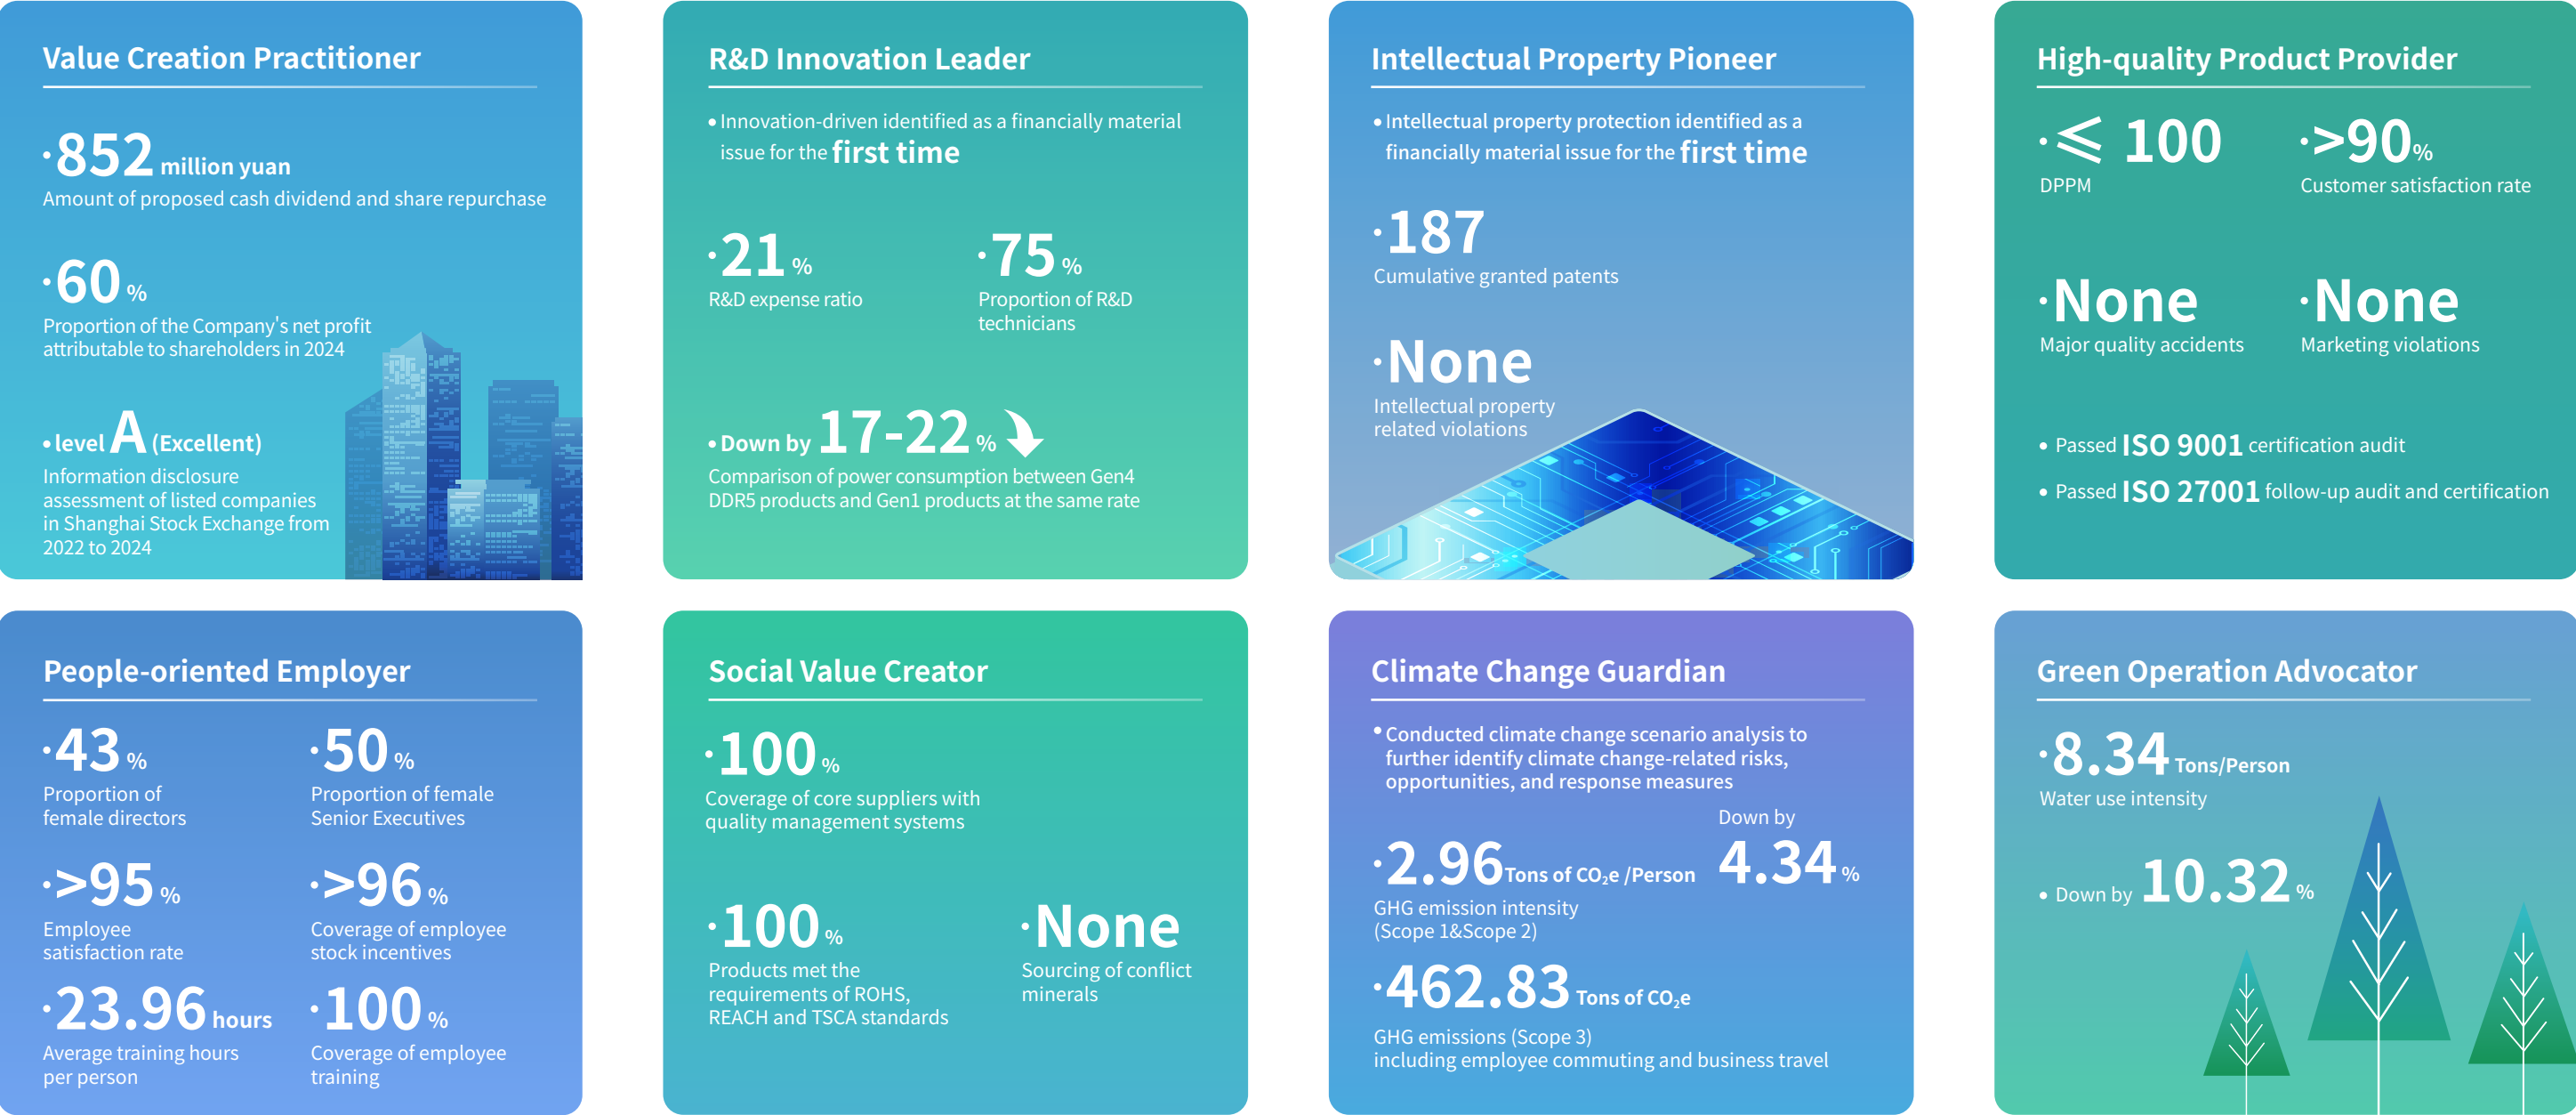 Value Creation Practitioner
·852 million yuan
Amount of proposed cash dividend and share repurchase
·60 %
Proportion of the Company's net profit
attributable to shareholders in 2024
• level A (Excellent)
Information disclosure
assessment of listed companies
in Shanghai Stock Exchange from
2022 to 2024
R&D Innovation Leader
• Innovation-driven identified as a financially material
issue for the first time
·21 %
R&D expense ratio
·75 %
Proportion of R&D
technicians
• Down by 17-22 %
Comparison of power consumption between Gen4
DDR5 products and Gen1 products at the same rate
Intellectual Property Pioneer
• Intellectual property protection identified as a
financially material issue for the first time
·187
Cumulative granted patents
·None
Intellectual property
related violations
High-quality Product Provider
·⩽ 100
DPPM
·>90%
Customer satisfaction rate
·None
Major quality accidents
·None
Marketing violations
• Passed ISO 9001 certification audit
• Passed ISO 27001 follow-up audit and certification
People-oriented Employer
·43 %
Proportion of
female directors
·50 %
Proportion of female
Senior Executives
·>95 %
Employee
satisfaction rate
·>96 %
Coverage of employee
stock incentives
·23.96 hours
Average training hours
per person
·100 %
Coverage of employee
training
Social Value Creator
·100 %
Coverage of core suppliers with
quality management systems
·100 %
Products met the
requirements of ROHS,
REACH and TSCA standards
·None
Sourcing of conflict
minerals
Climate Change Guardian
• Conducted climate change scenario analysis to
further identify climate change-related risks,
opportunities, and response measures
·2.96 Tons of CO₂e /Person
GHG emission intensity
(Scope 1&Scope 2)
Down by
4.34 %
·462.83 Tons of CO₂e
GHG emissions (Scope 3)
including employee commuting and business travel
Green Operation Advocator
·8.34 Tons/Person
Water use intensity
• Down by 10.32 %